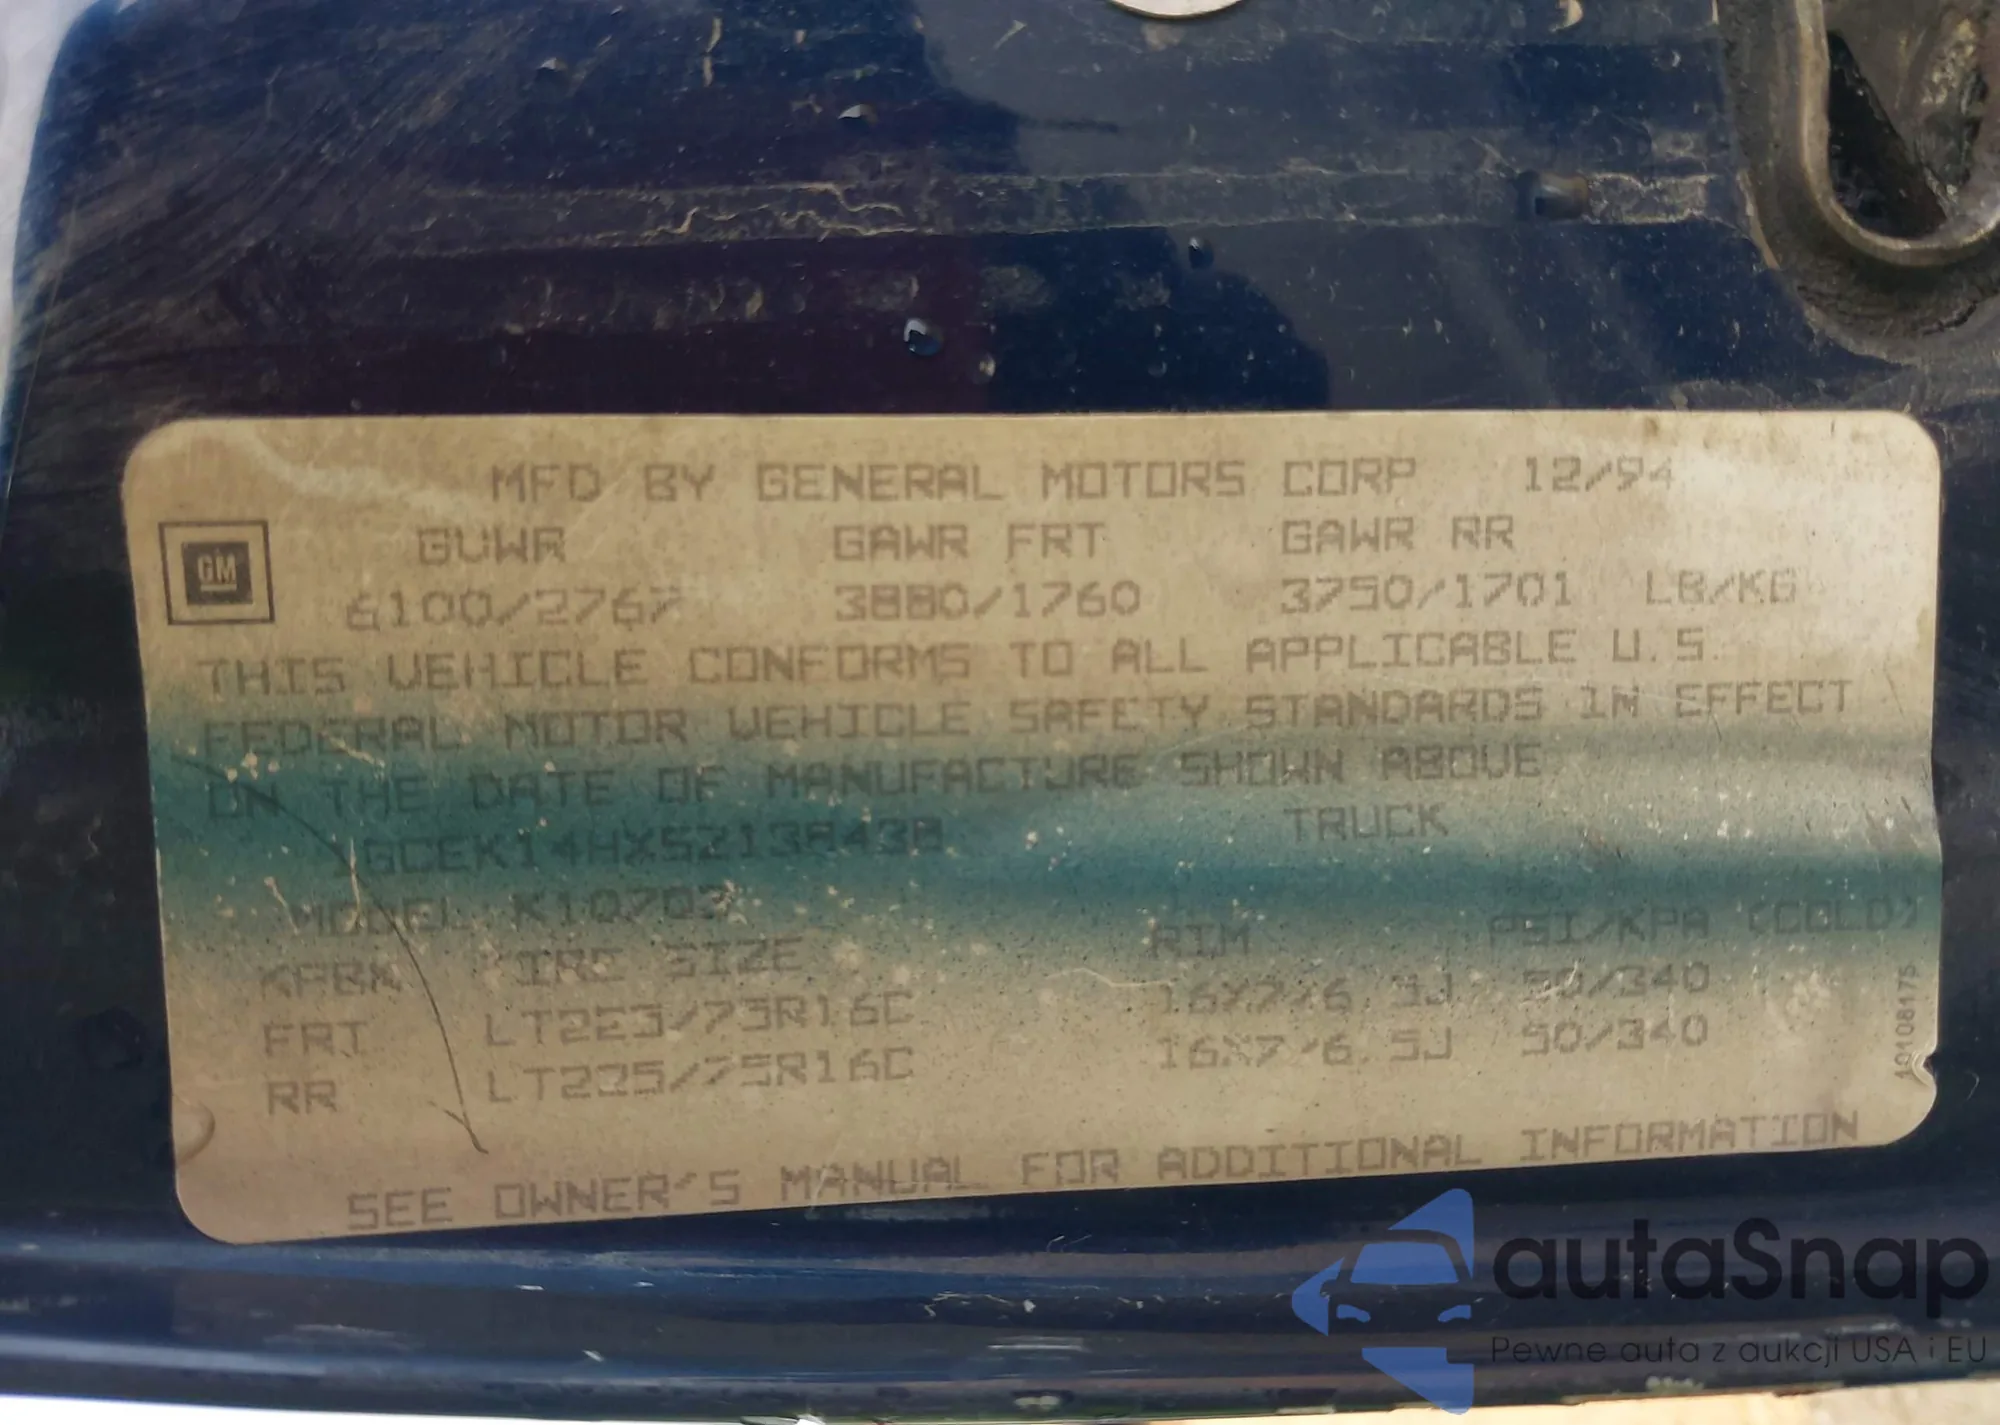 MFD BY GENERAL MOTORS CORP 12/94
GM
GVWR GAWR FRT GAWR RR
6100/2767 3880/1760 3750/1701 LB/KG
THIS VEHICLE CONFORMS TO ALL APPLICABLE U.S.
FEDERAL MOTOR VEHICLE SAFETY STANDARDS IN EFFECT
ON THE DATE OF MANUFACTURE SHOWN ABOVE
TRUCK
MODEL K10703
TIRE SIZE RIM PSI/KPA (COLD)
FRT LT225/75R16C 16X7/6.5J 50/340
RR LT225/75R16C 16X7/6.5J 50/340
10108175
SEE OWNER'S MANUAL FOR ADDITIONAL INFORMATION
autaSnap
Pewne auta z aukcji USA i EU